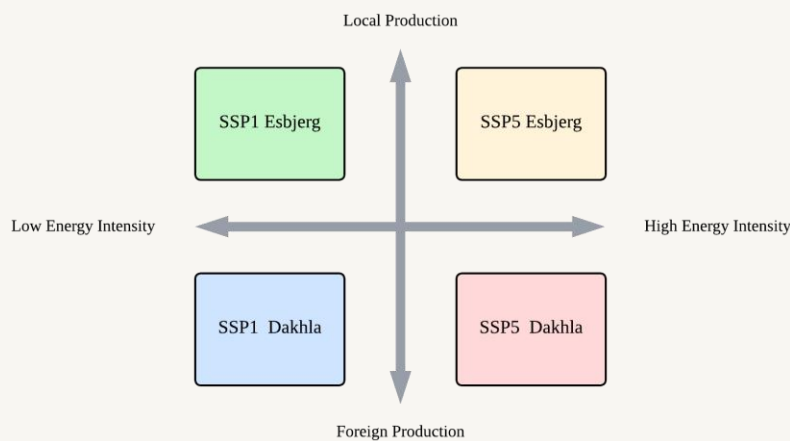 Local Production
SSP1 Esbjerg
SSP5 Esbjerg
Low Energy Intensity
High Energy Intensity
SSP1 Dakhla
SSP5 Dakhla
Foreign Production